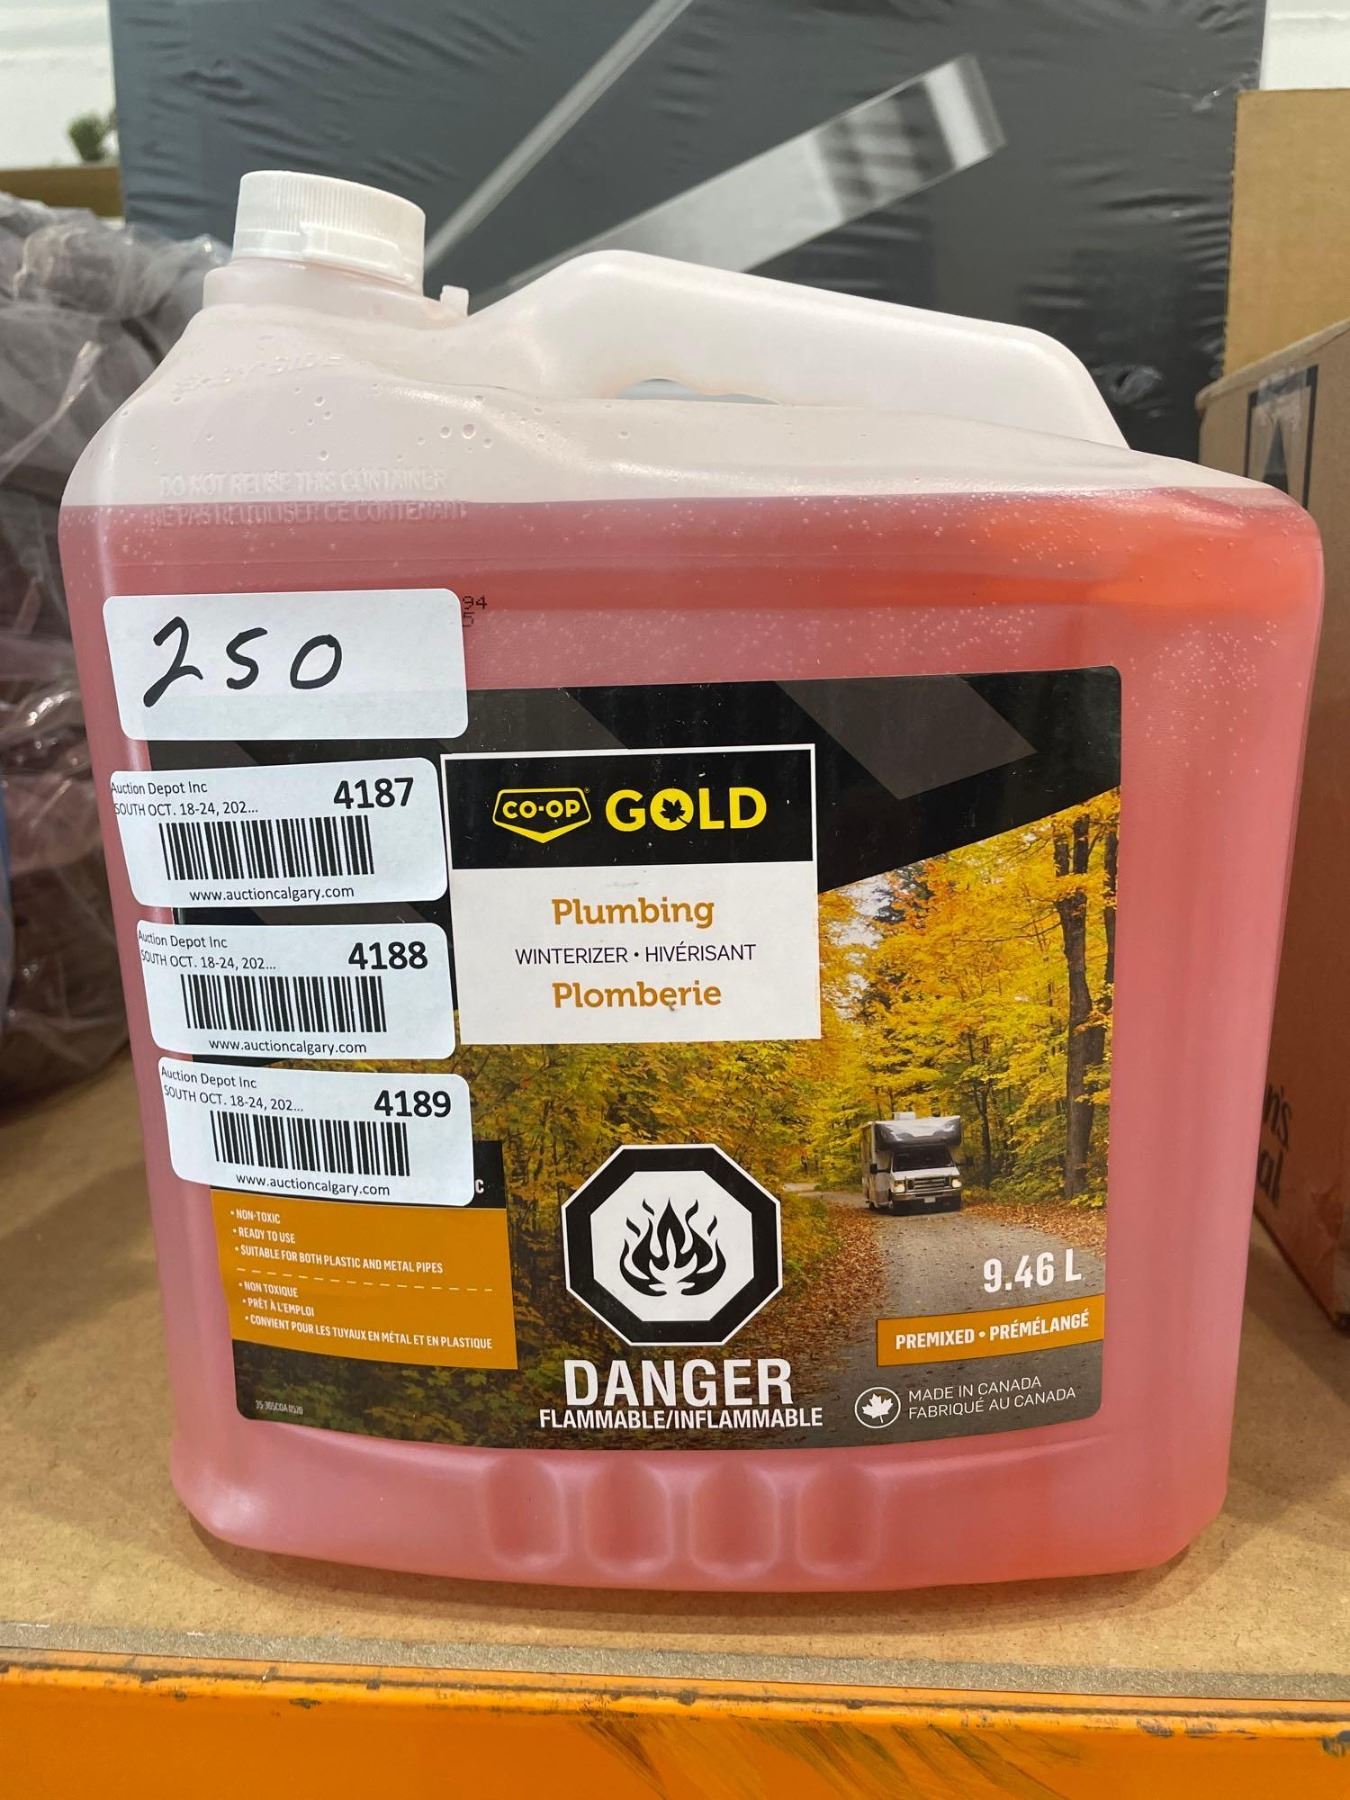 DO NOT REUSE THIS CONTAINER
NE PAS REUTILISER CE CONTENANT
94
250
Auction Depot Inc
SOUTH OCT. 18-24, 202...
4187
www.auctioncalgary.com
Auction Depot Inc
SOUTH OCT. 18-24, 202...
4188
www.auctioncalgary.com
Auction Depot Inc
SOUTH OCT. 18-24, 202...
4189
www.auctioncalgary.com
CO-OP GOLD
Plumbing
WINTERIZER • HIVÉRISANT
Plomberie
C
• NON-TOXIC
• READY TO USE
• SUITABLE FOR BOTH PLASTIC AND METAL PIPES
• NON TOXIQUE
• PRÊT À L'EMPLOI
• CONVIENT POUR LES TUYAUX EN MÉTAL ET EN PLASTIQUE
DANGER
FLAMMABLE/INFLAMMABLE
9.46 L
PREMIXED • PRÉMÉLANGÉ
MADE IN CANADA
FABRIQUÉ AU CANADA